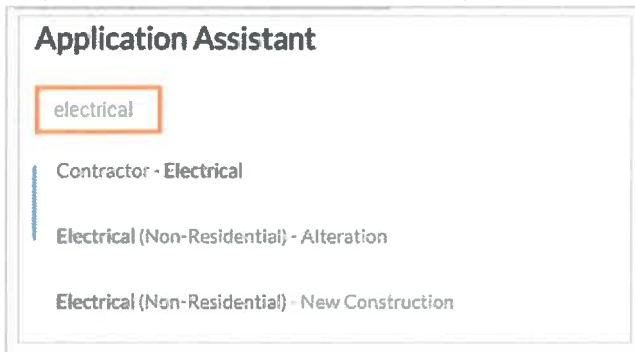 Application Assistant
electrical
Contractor - Electrical
Electrical (Non-Residential) - Alteration
Electrical (Non-Residential) - New Construction